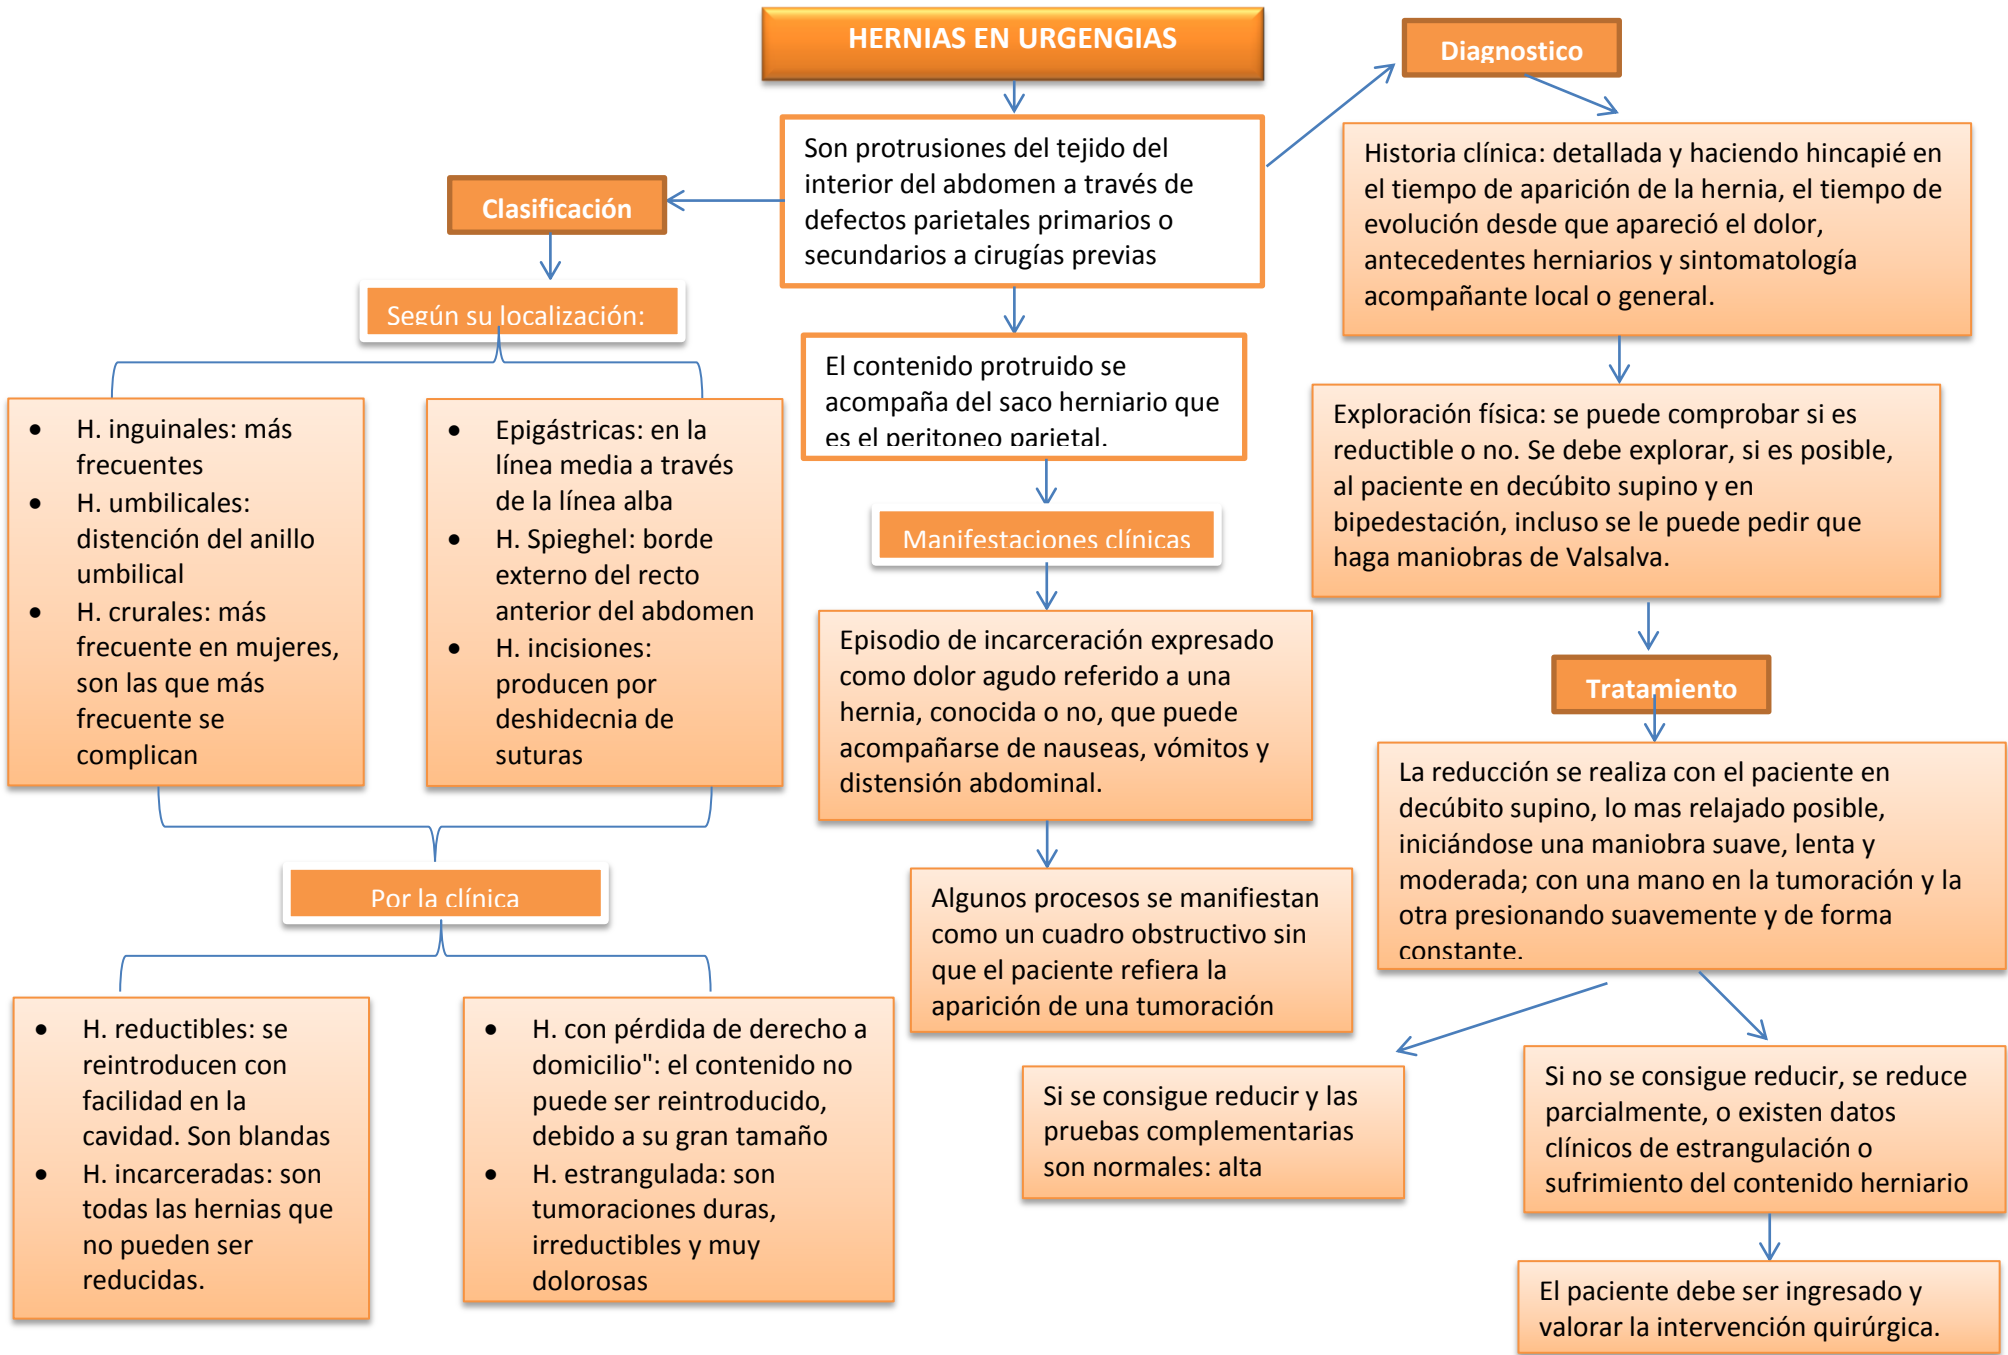 HERNIAS EN URGENGIAS
Son protrusiones del tejido del
interior del abdomen a través de
defectos parietales primarios o
secundarios a cirugías previas
Clasificación
Según su localización:
• H. inguinales: más
frecuentes
• H. umbilicales:
distención del anillo
umbilical
• H. crurales: más
frecuente en mujeres,
son las que más
frecuente se
complican
• Epigástricas: en la
línea media a través
de la línea alba
• H. Spieghel: borde
externo del recto
anterior del abdomen
• H. incisiones:
producen por
deshidecnia de
suturas
Por la clínica
• H. reductibles: se
reintroducen con
facilidad en la
cavidad. Son blandas
• H. incarceradas: son
todas las hernias que
no pueden ser
reducidas.
• H. con pérdida de derecho a
domicilio": el contenido no
puede ser reintroducido,
debido a su gran tamaño
• H. estrangulada: son
tumoraciones duras,
irreductibles y muy
dolorosas
El contenido protruido se
acompaña del saco herniario que
es el peritoneo parietal.
Manifestaciones clínicas
Episodio de incarceración expresado
como dolor agudo referido a una
hernia, conocida o no, que puede
acompañarse de nauseas, vómitos y
distensión abdominal.
Algunos procesos se manifiestan
como un cuadro obstructivo sin
que el paciente refiera la
aparición de una tumoración
Diagnostico
Historia clínica: detallada y haciendo hincapié en
el tiempo de aparición de la hernia, el tiempo de
evolución desde que apareció el dolor,
antecedentes herniarios y sintomatología
acompañante local o general.
Exploración física: se puede comprobar si es
reductible o no. Se debe explorar, si es posible,
al paciente en decúbito supino y en
bipedestación, incluso se le puede pedir que
haga maniobras de Valsalva.
Tratamiento
La reducción se realiza con el paciente en
decúbito supino, lo mas relajado posible,
iniciándose una maniobra suave, lenta y
moderada; con una mano en la tumoración y la
otra presionando suavemente y de forma
constante.
Si se consigue reducir y las
pruebas complementarias
son normales: alta
Si no se consigue reducir, se reduce
parcialmente, o existen datos
clínicos de estrangulación o
sufrimiento del contenido herniario
El paciente debe ser ingresado y
valorar la intervención quirúrgica.